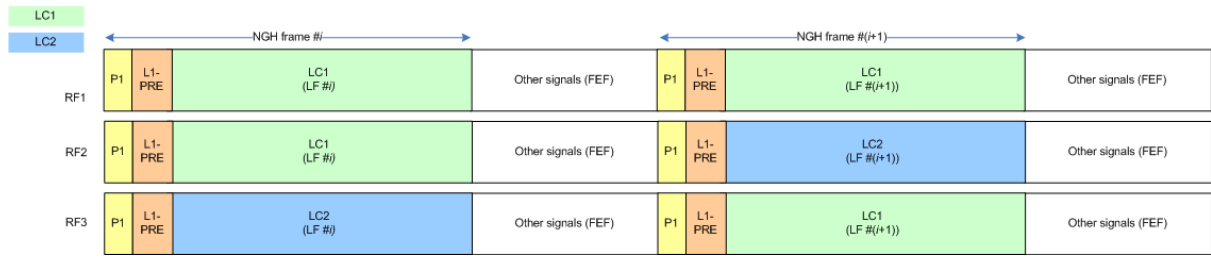 LC1
LC2
NGH frame #i
NGH frame #(i+1)
RF1
P1
L1-
PRE
LC1
(LF #i)
Other signals (FEF)
P1
L1-
PRE
LC1
(LF #(i+1))
Other signals (FEF)
RF2
P1
L1-
PRE
LC1
(LF #i)
Other signals (FEF)
P1
L1-
PRE
LC2
(LF #(i+1))
Other signals (FEF)
RF3
P1
L1-
PRE
LC2
(LF #i)
Other signals (FEF)
P1
L1-
PRE
LC1
(LF #(i+1))
Other signals (FEF)